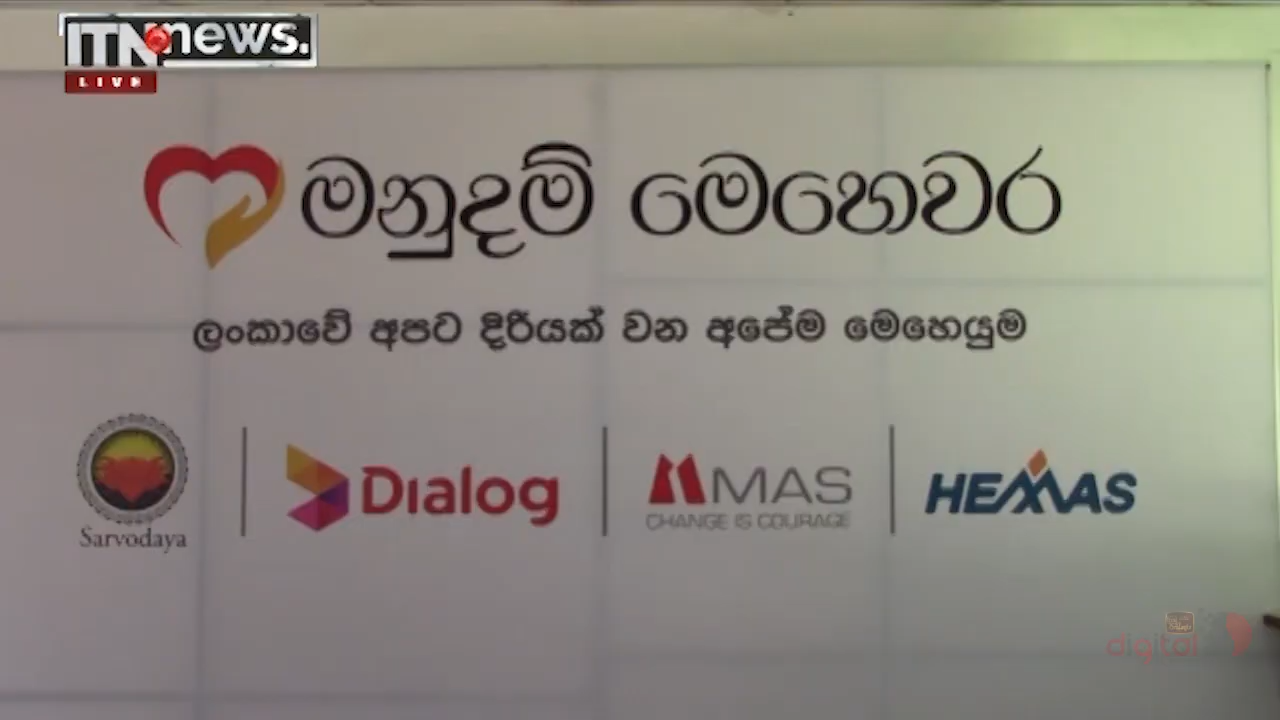 ITN news.
LIVE
මනුදම් මෙහෙවර
ලංකාවේ අපට දිරියක් වන අපේම මෙහෙයුම
Sarvodaya
Dialog
MAS
CHANGE IS COURAGE
HEMAS
digital